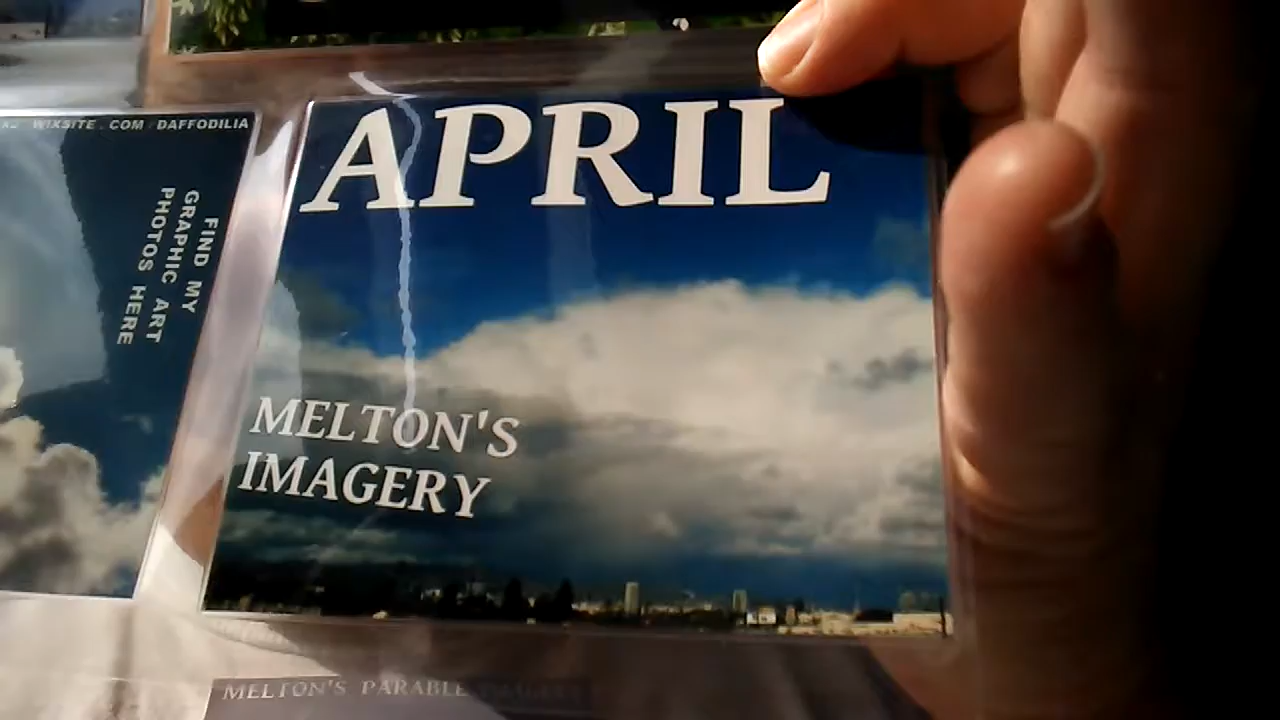 WIXSITE . COM / DAFFODILIA
FIND MY
GRAPHIC ART
PHOTOS HERE
APRIL
MELTON'S
IMAGERY
MELTON'S PARABLE